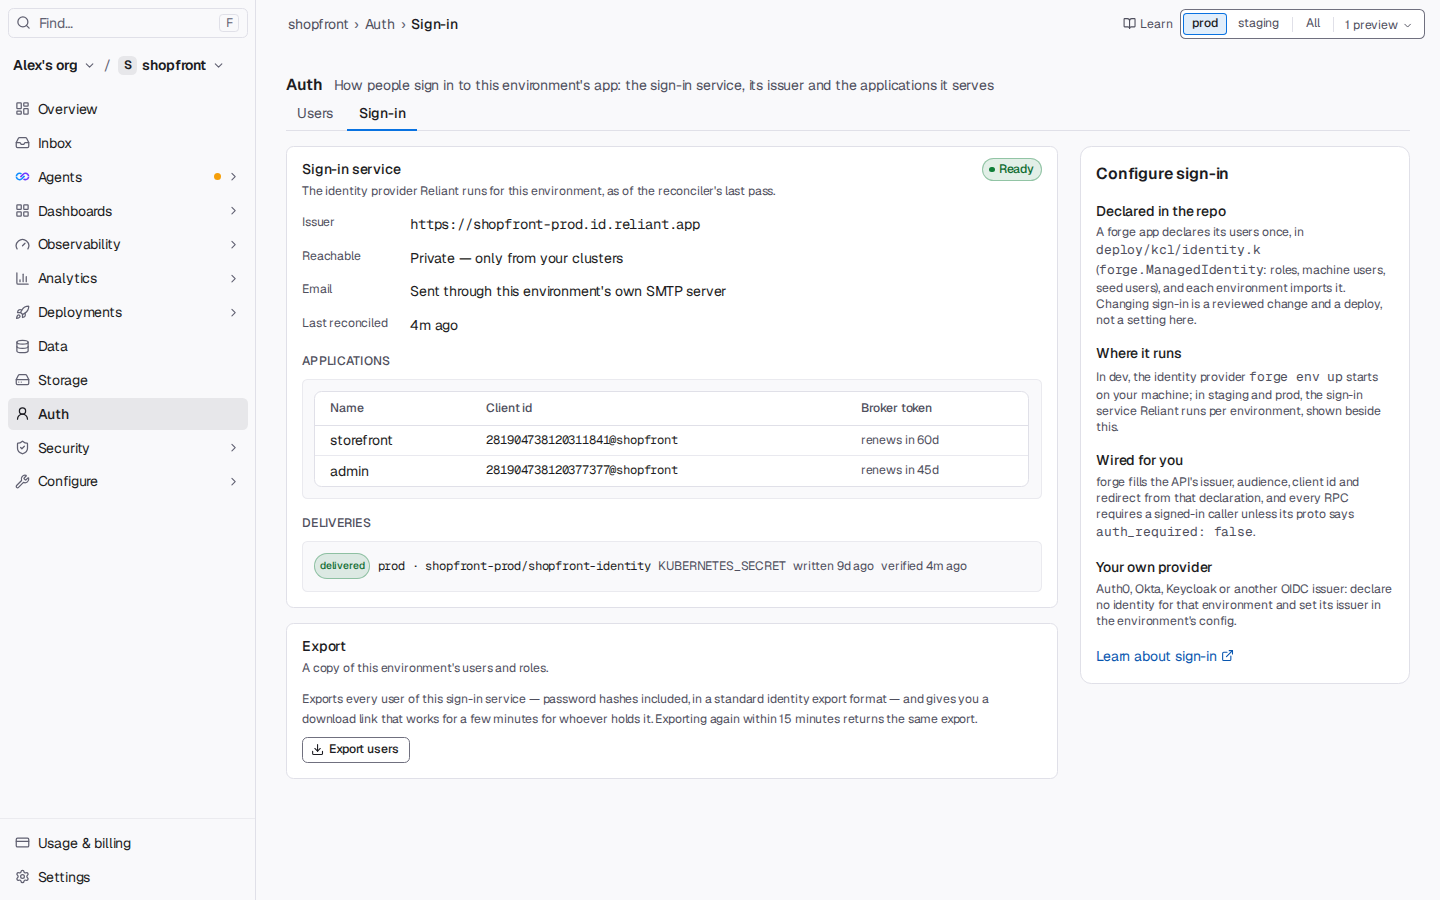 Find...
F
Alex's org / S shopfront
Overview
Inbox
Agents
Dashboards
Observability
Analytics
Deployments
Data
Storage
Auth
Security
Configure
Usage & billing
Settings
shopfront › Auth › Sign-in
Learn
prod staging All 1 preview
Auth How people sign in to this environment's app: the sign-in service, its issuer and the applications it serves
Users Sign-in
Sign-in service
Ready
The identity provider Reliant runs for this environment, as of the reconciler's last pass.
Issuer https://shopfront-prod.id.reliant.app
Reachable Private — only from your clusters
Email Sent through this environment's own SMTP server
Last reconciled 4m ago
APPLICATIONS
Name Client id Broker token
storefront 281904738120311841@shopfront renews in 60d
admin 281904738120377377@shopfront renews in 45d
DELIVERIES
delivered prod · shopfront-prod/shopfront-identity KUBERNETES_SECRET written 9d ago verified 4m ago
Export
A copy of this environment's users and roles.
Exports every user of this sign-in service — password hashes included, in a standard identity export format — and gives you a
download link that works for a few minutes for whoever holds it. Exporting again within 15 minutes returns the same export.
Export users
Configure sign-in
Declared in the repo
A forge app declares its users once, in
deploy/kcl/identity.k
(forge.ManagedIdentity: roles, machine users,
seed users), and each environment imports it.
Changing sign-in is a reviewed change and a deploy,
not a setting here.
Where it runs
In dev, the identity provider forge env up starts
on your machine; in staging and prod, the sign-in
service Reliant runs per environment, shown beside
this.
Wired for you
forge fills the API's issuer, audience, client id and
redirect from that declaration, and every RPC
requires a signed-in caller unless its proto says
auth_required: false.
Your own provider
Auth0, Okta, Keycloak or another OIDC issuer: declare
no identity for that environment and set its issuer in
the environment's config.
Learn about sign-in